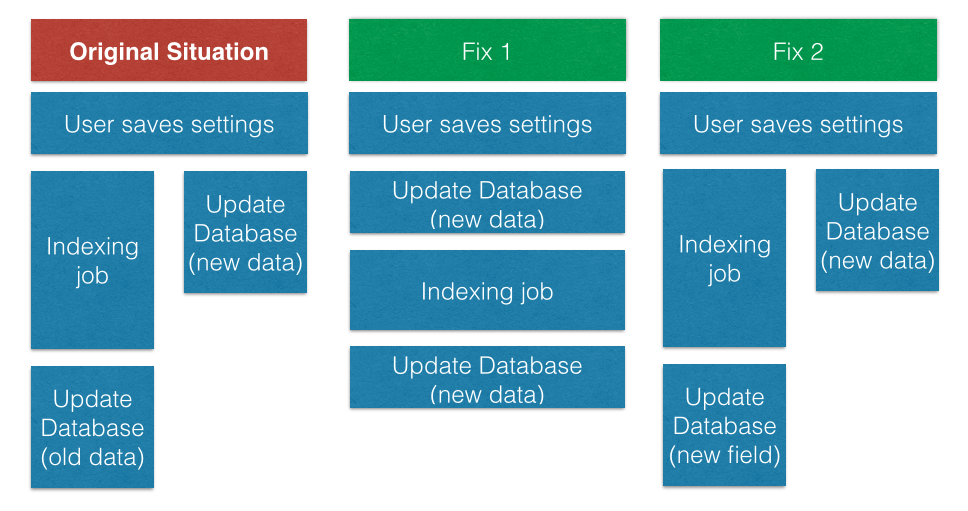 Original Situation
User saves settings
Indexing
job
Update
Database
(new data)
Update
Database
(old data)
Fix 1
User saves settings
Update Database
(new data)
Indexing job
Update Database
(new data)
Fix 2
User saves settings
Indexing
job
Update
Database
(new data)
Update
Database
(new field)